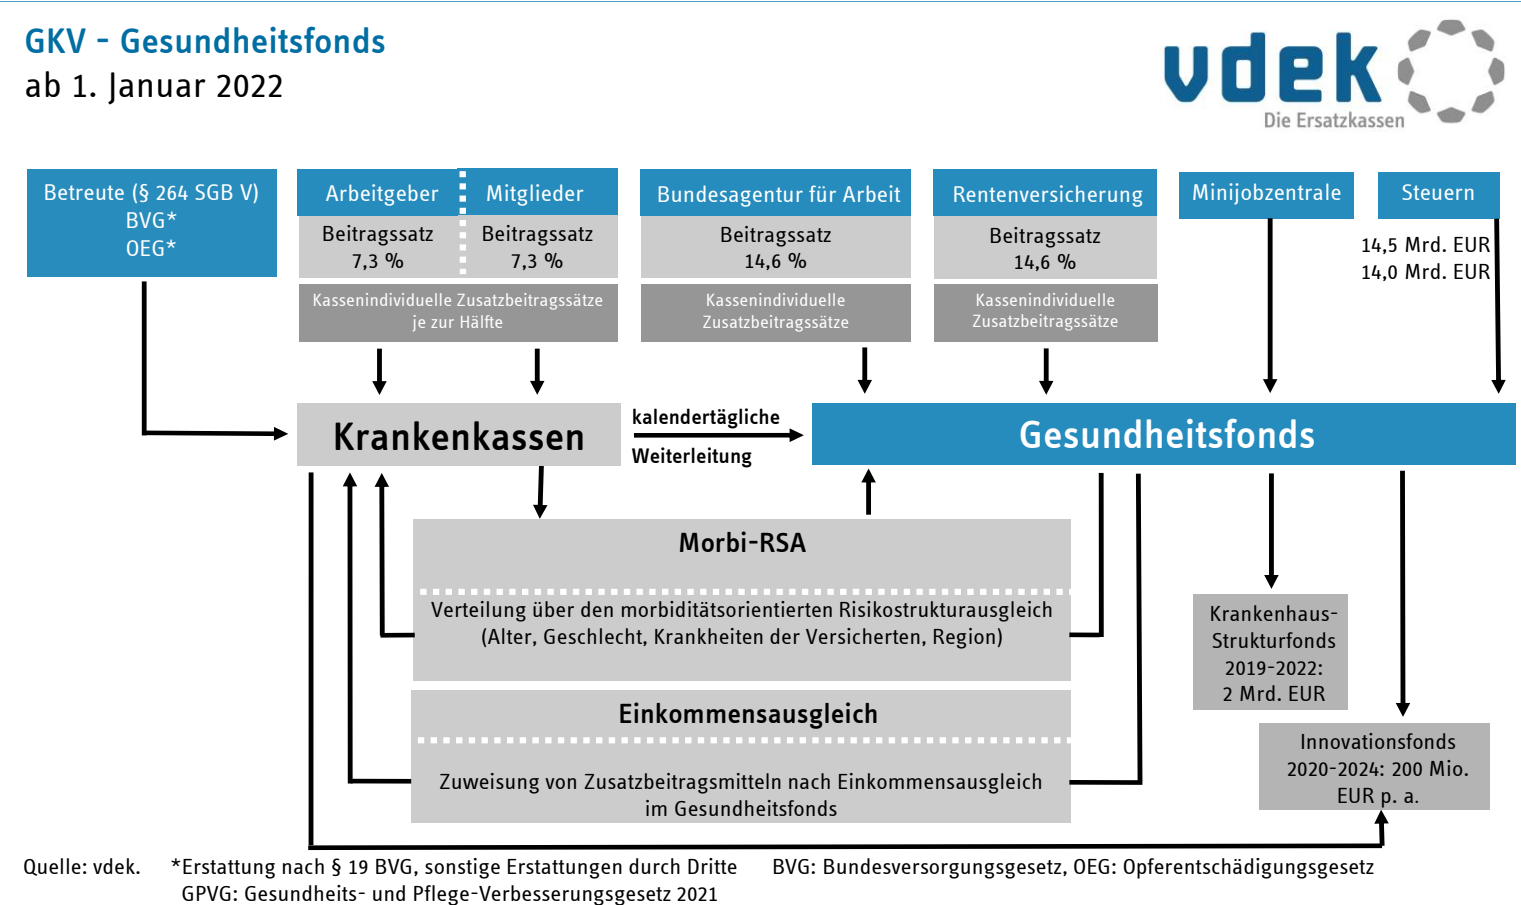 GKV - Gesundheitsfonds
ab 1. Januar 2022
vdek
Die Ersatzkassen
Betreute (§ 264 SGB V)
BVG*
OEG*
Arbeitgeber
Mitglieder
Beitragssatz
7,3 %
Beitragssatz
7,3 %
Kassenindividuelle Zusatzbeitragssätze
je zur Hälfte
Bundesagentur für Arbeit
Beitragssatz
14,6 %
Kassenindividuelle
Zusatzbeitragssätze
Rentenversicherung
Beitragssatz
14,6 %
Kassenindividuelle
Zusatzbeitragssätze
Minijobzentrale
Steuern
14,5 Mrd. EUR
14,0 Mrd. EUR
Krankenkassen
kalendertägliche
Weiterleitung
Gesundheitsfonds
Morbi-RSA
Verteilung über den morbiditätsorientierten Risikostrukturausgleich
(Alter, Geschlecht, Krankheiten der Versicherten, Region)
Einkommensausgleich
Zuweisung von Zusatzbeitragsmitteln nach Einkommensausgleich
im Gesundheitsfonds
Krankenhaus-
Strukturfonds
2019-2022:
2 Mrd. EUR
Innovationsfonds
2020-2024: 200 Mio.
EUR p. a.
Quelle: vdek. *Erstattung nach § 19 BVG, sonstige Erstattungen durch Dritte BVG: Bundesversorgungsgesetz, OEG: Opferentschädigungsgesetz
GPVG: Gesundheits- und Pflege-Verbesserungsgesetz 2021